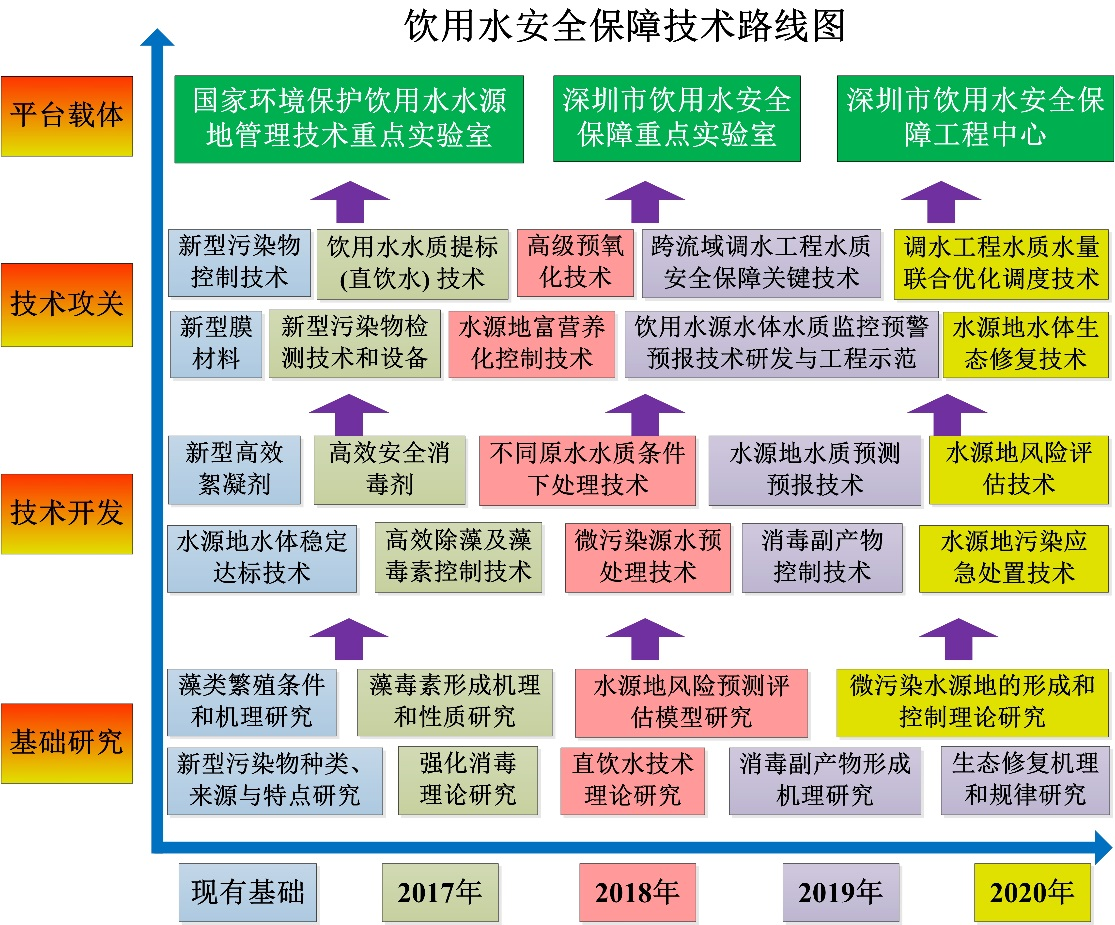 饮用水安全保障技术路线图
平台载体
国家环境保护饮用水水源
地管理技术重点实验室
深圳市饮用水安全
保障重点实验室
深圳市饮用水安全保
障工程中心
技术攻关
新型污染物
控制技术
饮用水水质提标
(直饮水) 技术
高级预氧
化技术
跨流域调水工程水质
安全保障关键技术
调水工程水质水量
联合优化调度技术
新型膜
材料
新型污染物检
测技术和设备
水源地富营养
化控制技术
饮用水源水体水质监控预警
预报技术研发与工程示范
水源地水体生
态修复技术
技术开发
新型高效
絮凝剂
高效安全消
毒剂
不同原水水质条件
下处理技术
水源地水质预测
预报技术
水源地风险评
估技术
水源地水体稳定
达标技术
高效除藻及藻
毒素控制技术
微污染源水预
处理技术
消毒副产物
控制技术
水源地污染应
急处置技术
基础研究
藻类繁殖条件
和机理研究
藻毒素形成机理
和性质研究
水源地风险预测评
估模型研究
微污染水源地的形成和
控制理论研究
新型污染物种类、
来源与特点研究
强化消毒
理论研究
直饮水技术
理论研究
消毒副产物形成
机理研究
生态修复机理
和规律研究
现有基础
2017年
2018年
2019年
2020年